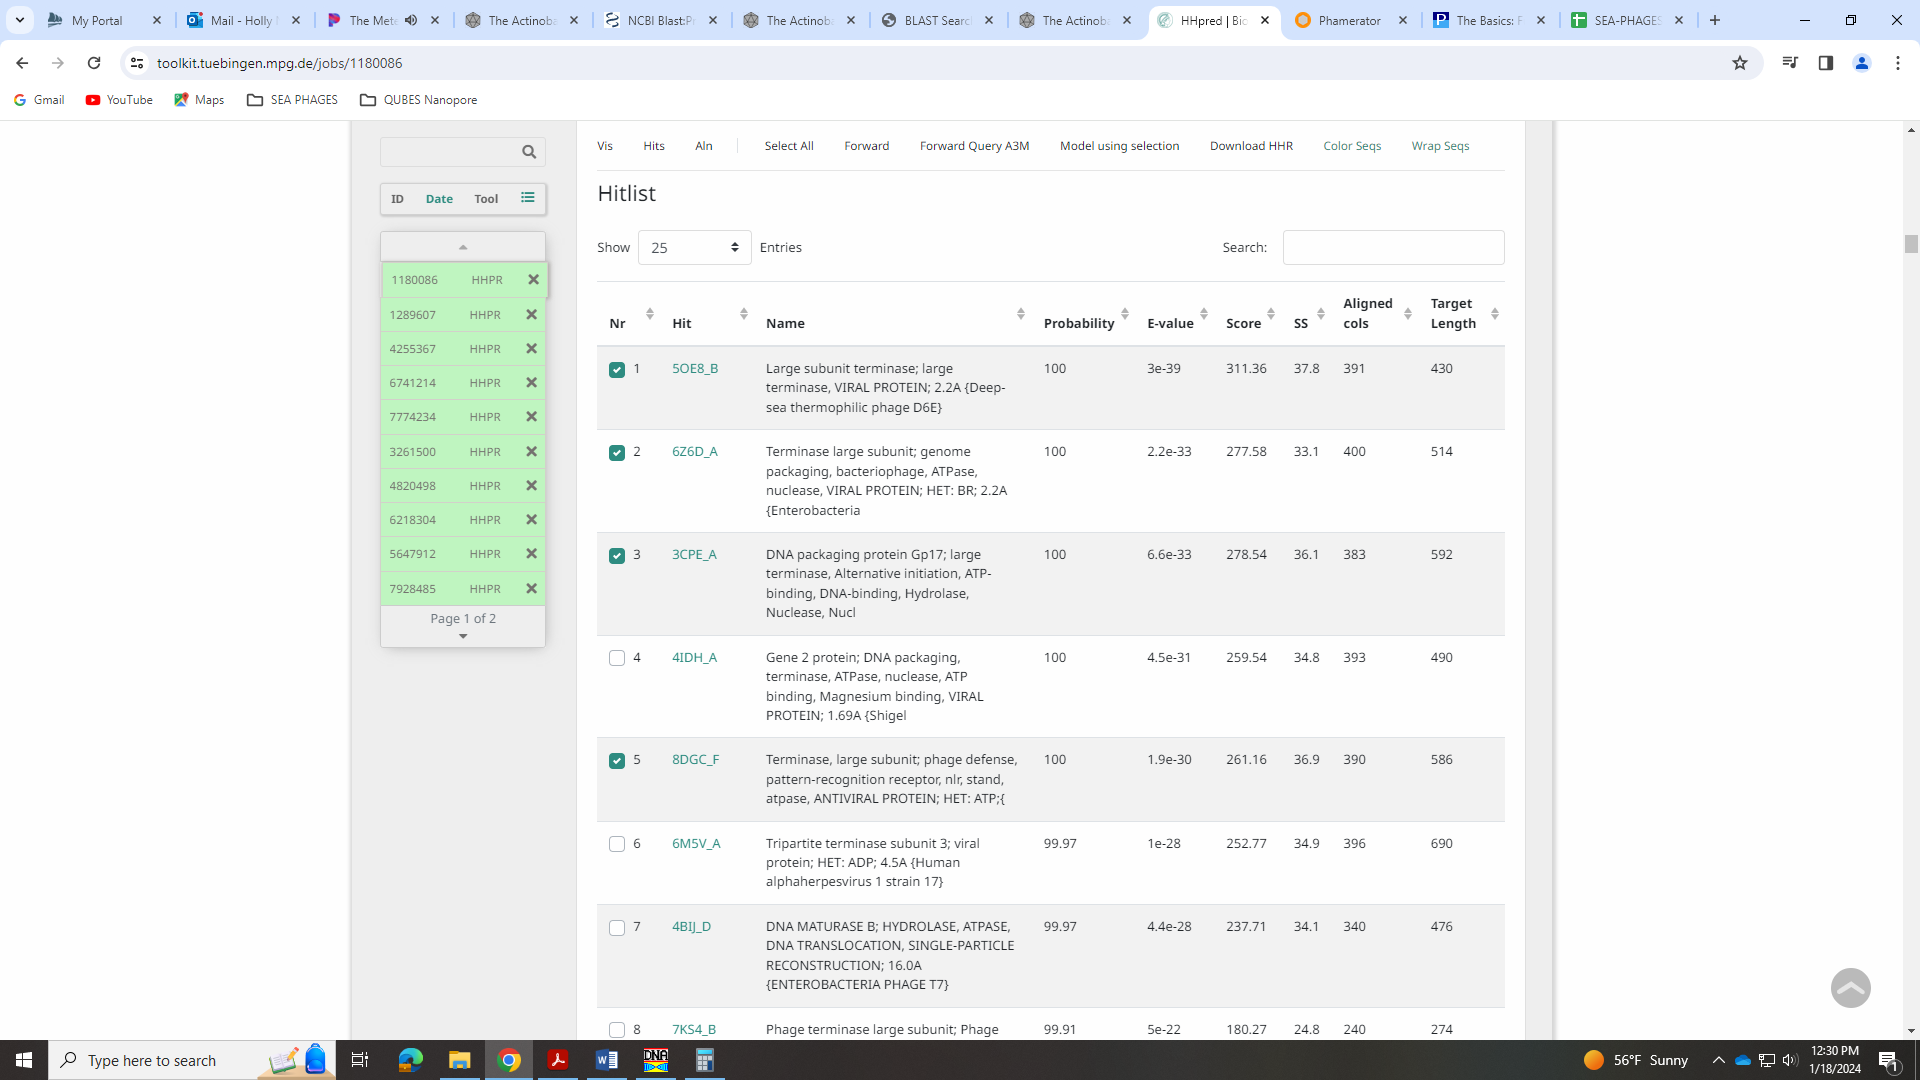 My Portal
Mail - Holly
The Mete
The Actinoba
NCBI Blast:Pr
The Actinoba
BLAST Searc
The Actinoba
HHpred | Bio
Phamerator
The Basics: F
SEA-PHAGES
toolkit.tuebingen.mpg.de/jobs/1180086
Gmail YouTube Maps SEA PHAGES QUBES Nanopore
Vis Hits Aln Select All Forward Forward Query A3M Model using selection Download HHR Color Seqs Wrap Seqs
ID Date Tool
1180086 HHPR
1289607 HHPR
4255367 HHPR
6741214 HHPR
7774234 HHPR
3261500 HHPR
4820498 HHPR
6218304 HHPR
5647912 HHPR
7928485 HHPR
Page 1 of 2
Hitlist
Show 25 Entries Search:
Nr Hit Name Probability E-value Score SS Aligned cols Target Length
1 5OE8_B Large subunit terminase; large 100 3e-39 311.36 37.8 391 430
terminase, VIRAL PROTEIN; 2.2A {Deep-
sea thermophilic phage D6E}
2 6Z6D_A Terminase large subunit; genome 100 2.2e-33 277.58 33.1 400 514
packaging, bacteriophage, ATPase,
nuclease, VIRAL PROTEIN; HET: BR; 2.2A
{Enterobacteria
3 3CPE_A DNA packaging protein Gp17; large 100 6.6e-33 278.54 36.1 383 592
terminase, Alternative initiation, ATP-
binding, DNA-binding, Hydrolase,
Nuclease, Nucl
4 4IDH_A Gene 2 protein; DNA packaging, 100 4.5e-31 259.54 34.8 393 490
terminase, ATPase, nuclease, ATP
binding, Magnesium binding, VIRAL
PROTEIN; 1.69A {Shigel
5 8DGC_F Terminase, large subunit; phage defense, 100 1.9e-30 261.16 36.9 390 586
pattern-recognition receptor, nlr, stand,
atpase, ANTIVIRAL PROTEIN; HET: ATP;{
6 6M5V_A Tripartite terminase subunit 3; viral 99.97 1e-28 252.77 34.9 396 690
protein; HET: ADP; 4.5A {Human
alphaherpesvirus 1 strain 17}
7 4BIJ_D DNA MATURASE B; HYDROLASE, ATPASE, 99.97 4.4e-28 237.71 34.1 340 476
DNA TRANSLOCATION, SINGLE-PARTICLE
RECONSTRUCTION; 16.0A
{ENTEROBACTERIA PHAGE T7}
8 7KS4_B Phage terminase large subunit; Phage 99.91 5e-22 180.27 24.8 240 274
Type here to search
DNA
56°F Sunny
12:30 PM
1/18/2024
1